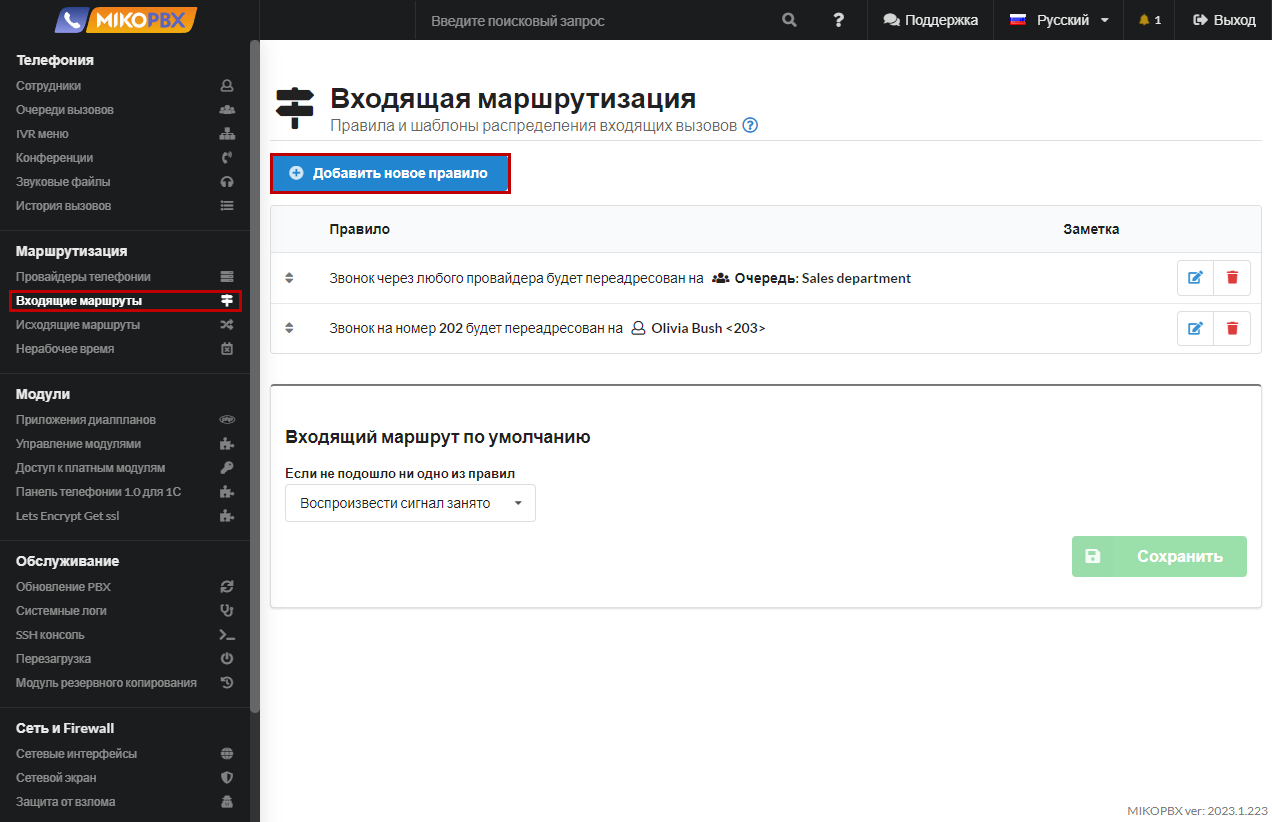 MIKOPBX
Введите поисковый запрос
?
Поддержка
Русский
1
Выход
Телефония
Сотрудники
Очереди вызовов
IVR меню
Конференции
Звуковые файлы
История вызовов
Маршрутизация
Провайдеры телефонии
Входящие маршруты
Исходящие маршруты
Нерабочее время
Модули
Приложения диалпланов
php
Управление модулями
Доступ к платным модулям
Панель телефонии 1.0 для 1С
Lets Encrypt Get ssl
Обслуживание
Обновление PBX
Системные логи
SSH консоль
Перезагрузка
Модуль резервного копирования
Сеть и Firewall
Сетевые интерфейсы
Сетевой экран
Защита от взлома
Входящая маршрутизация
Правила и шаблоны распределения входящих вызовов ?
Добавить новое правило
Правило Заметка
Звонок через любого провайдера будет переадресован на Очередь: Sales department
Звонок на номер 202 будет переадресован на Olivia Bush <203>
Входящий маршрут по умолчанию
Если не подошло ни одно из правил
Воспроизвести сигнал занято
Сохранить
MIKOPBX ver: 2023.1.223